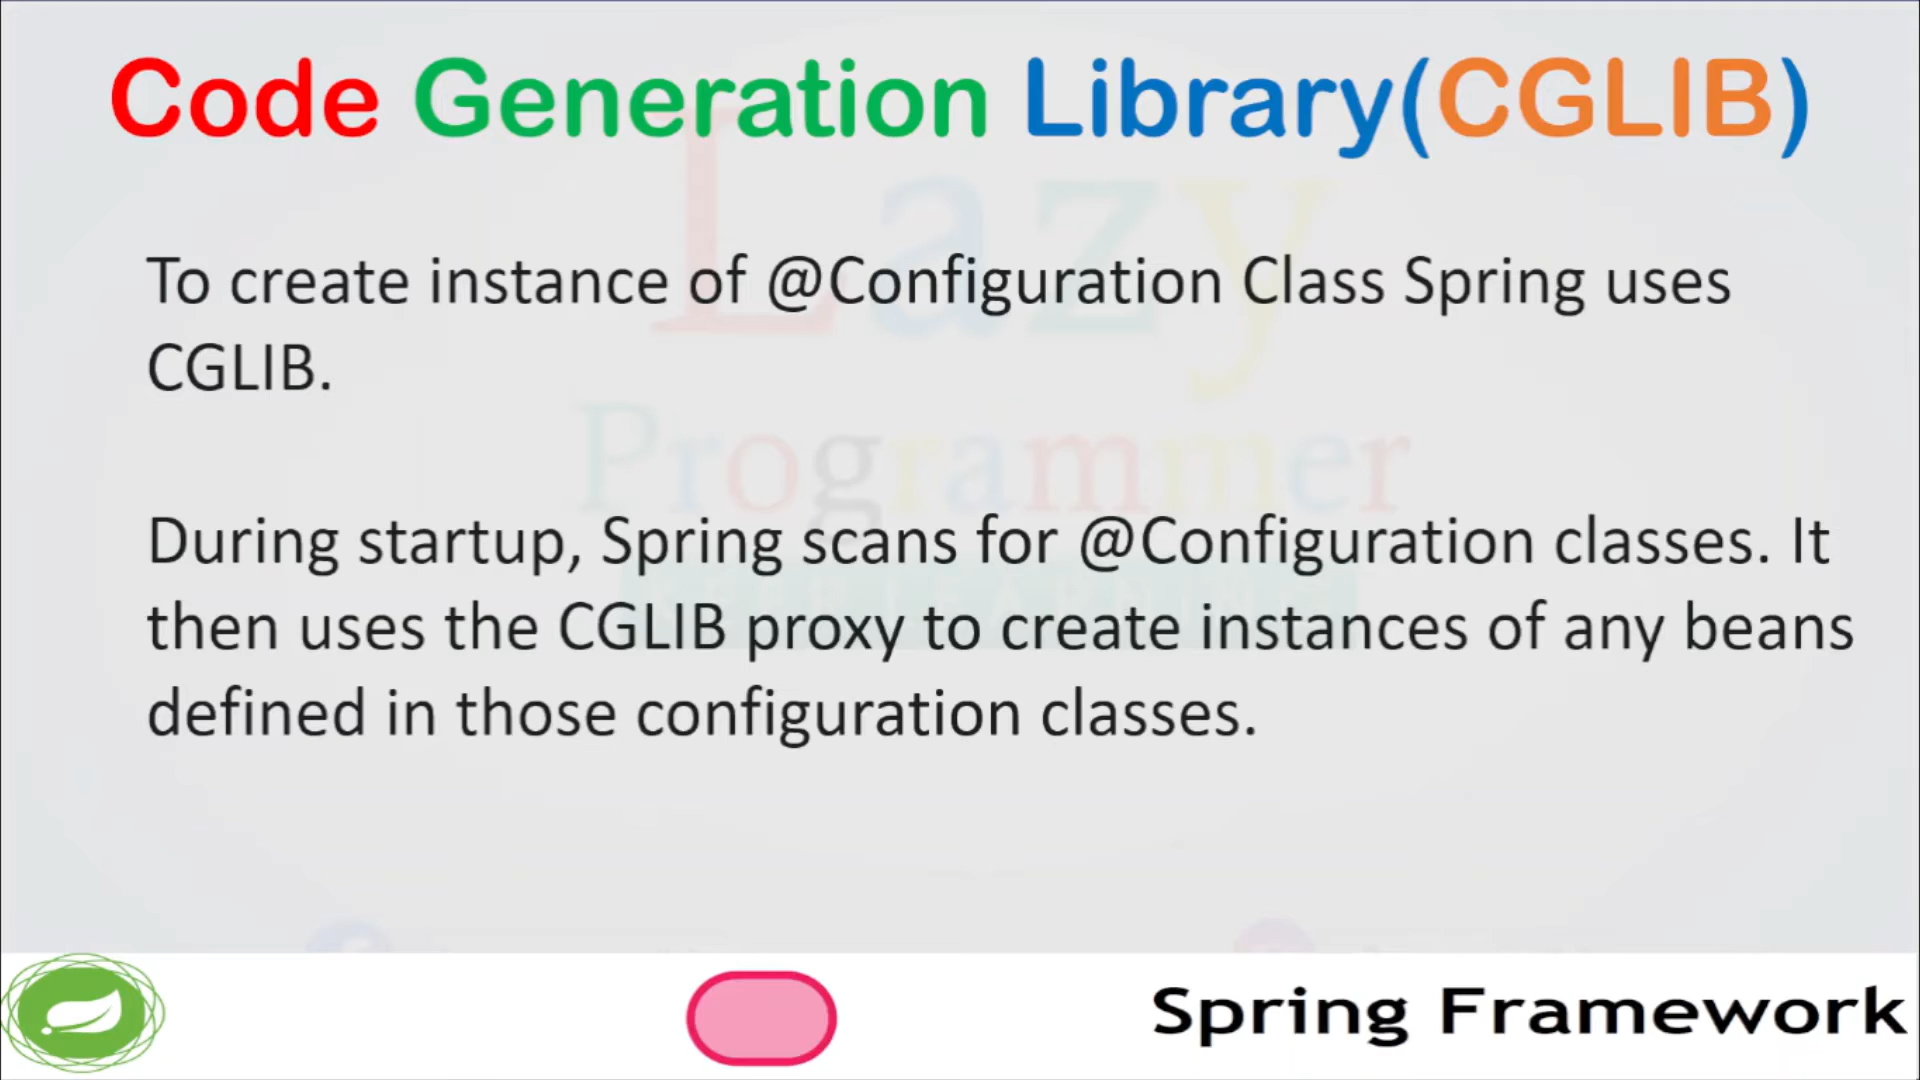 Code Generation Library(CGLIB)
Lazy
To create instance of @Configuration Class Spring uses
CGLIB.
Programmer
During startup, Spring scans for @Configuration classes. It
then uses the CGLIB proxy to create instances of any beans
defined in those configuration classes.
Spring Framework